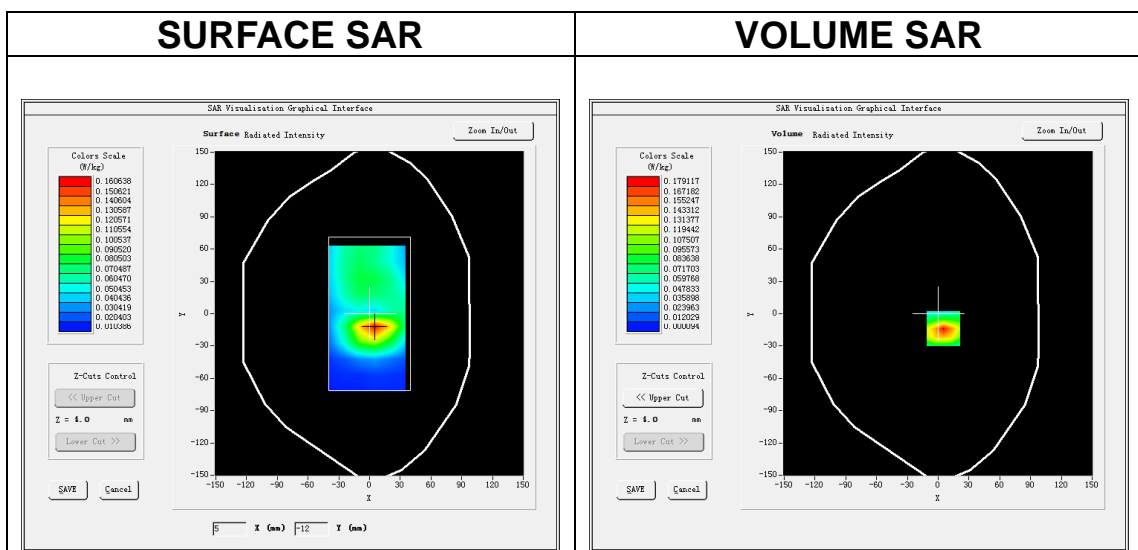 SURFACE SAR
VOLUME SAR
SAR Visualisation Graphical Interface
Surface Radiated Intensity
Zoom In/Out
Colors Scale
(W/kg)
0.160638
0.150621
0.140604
0.130587
0.120571
0.110554
0.100537
0.090520
0.080503
0.070487
0.060470
0.050453
0.040436
0.030419
0.020403
0.010386
Z-Cuts Control
<< Upper Cut
Z = 4.0 mm
Lower Cut >>
SAVE Cancel
150
120
90
60
30
0
-30
-60
-90
-120
-150
Y
-150 -120 -90 -60 -30 0 30 60 90 120 150
X
5 X (mm) -12 Y (mm)
SAR Visualisation Graphical Interface
Volume Radiated Intensity
Zoom In/Out
Colors Scale
(W/kg)
0.179117
0.167182
0.155247
0.143312
0.131377
0.119442
0.107507
0.095573
0.083638
0.071703
0.059768
0.047833
0.035898
0.023963
0.012029
0.000094
Z-Cuts Control
<< Upper Cut
Z = 4.0 mm
Lower Cut >>
SAVE Cancel
150
120
90
60
30
0
-30
-60
-90
-120
-150
Y
-150 -120 -90 -60 -30 0 30 60 90 120 150
X